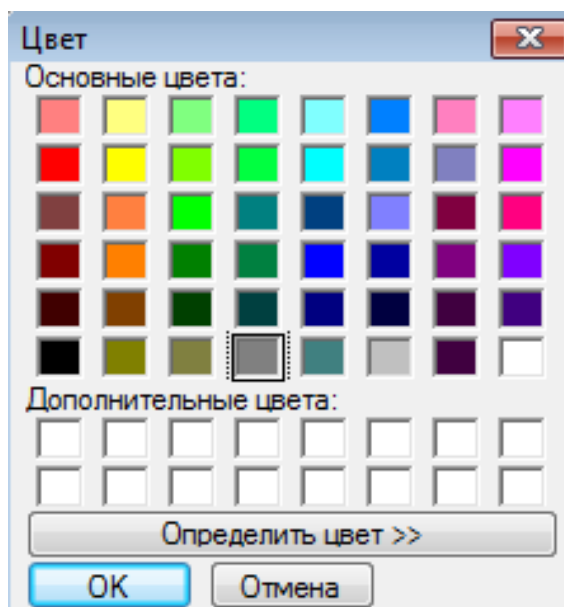 Цвет
Основные цвета:
Дополнительные цвета:
Определить цвет >>
OK Отмена